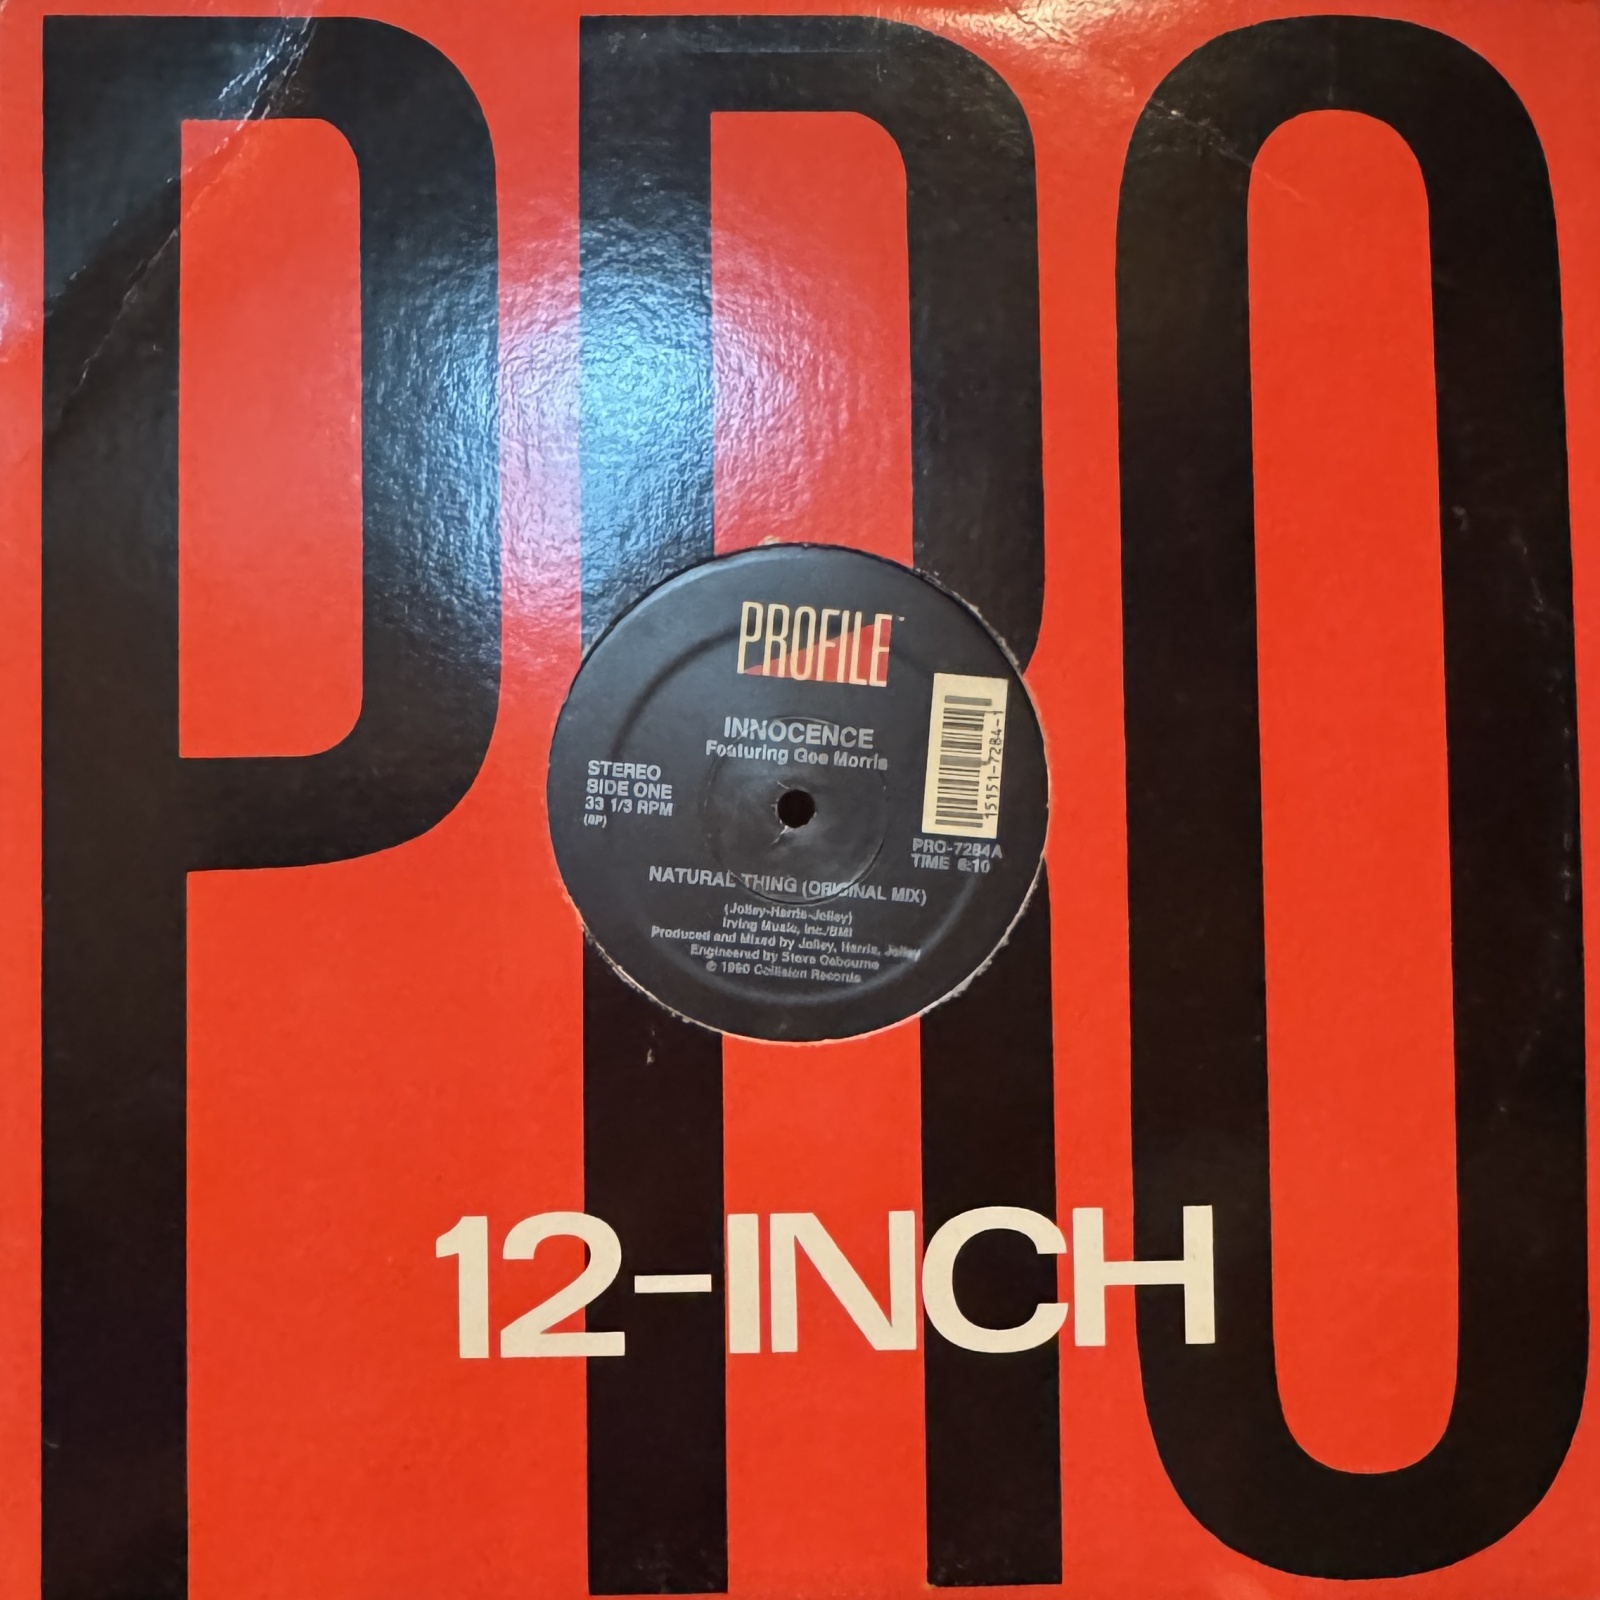 PRO
PROFILE™
INNOCENCE
Featuring Gee Morris
STEREO
SIDE ONE
33 1/3 RPM
(SP)
15151-7284-1
PRO-7284A
TIME 6:10
NATURAL THING (ORIGINAL MIX)
(Jolley-Harris-Jolley)
Irving Music, Inc./BMI
Produced and Mixed by Jolley, Harris, Jolley
Engineered by Steve Osbourne
℗ 1990 Collision Records
12-INCH